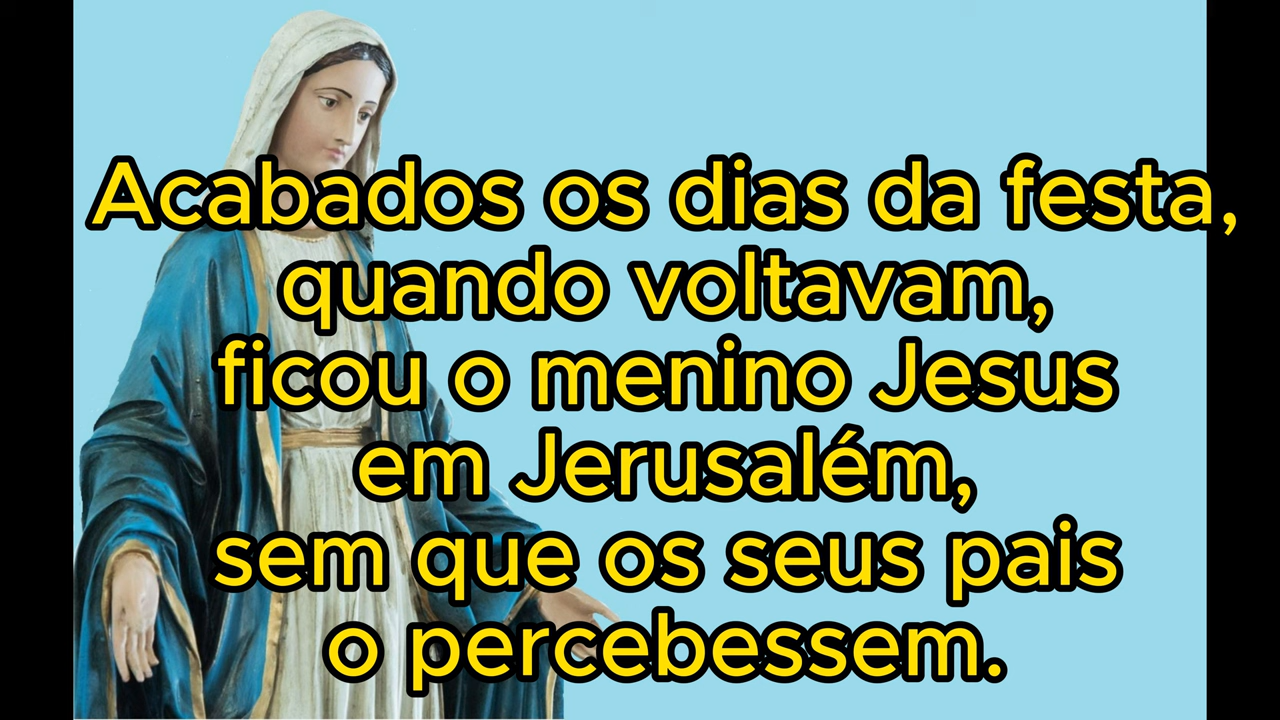 Acabados os dias da festa,
quando voltavam,
ficou o menino Jesus
em Jerusalém,
sem que os seus pais
o percebessem.